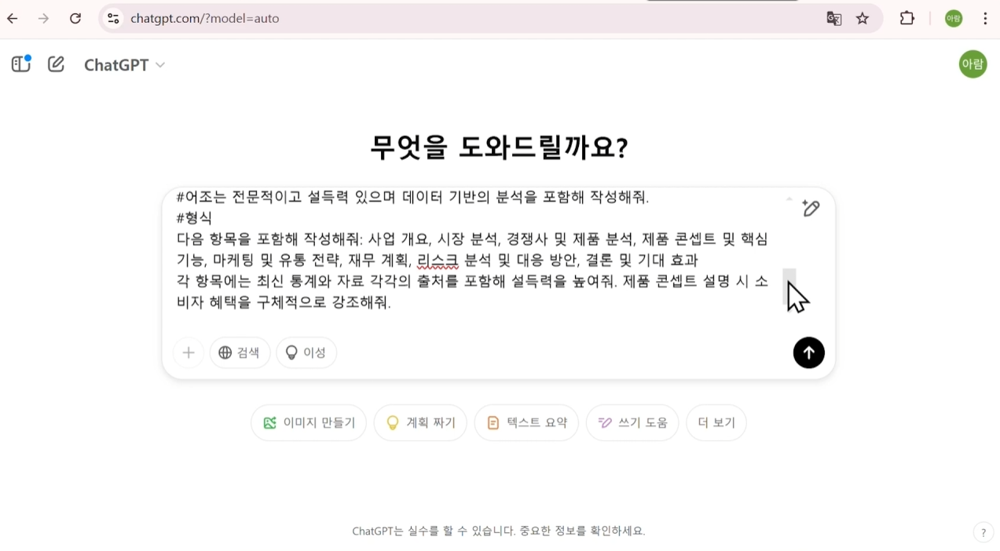 chatgpt.com/?model=auto
아람
ChatGPT
아람
무엇을 도와드릴까요?
#어조는 전문적이고 설득력 있으며 데이터 기반의 분석을 포함해 작성해줘.
#형식
다음 항목을 포함해 작성해줘: 사업 개요, 시장 분석, 경쟁사 및 제품 분석, 제품 콘셉트 및 핵심
기능, 마케팅 및 유통 전략, 재무 계획, 리스크 분석 및 대응 방안, 결론 및 기대 효과
각 항목에는 최신 통계와 자료 각각의 출처를 포함해 설득력을 높여줘. 제품 콘셉트 설명 시 소
비자 혜택을 구체적으로 강조해줘.
검색
이성
이미지 만들기
계획 짜기
텍스트 요약
쓰기 도움
더 보기
ChatGPT는 실수를 할 수 있습니다. 중요한 정보를 확인하세요.
?